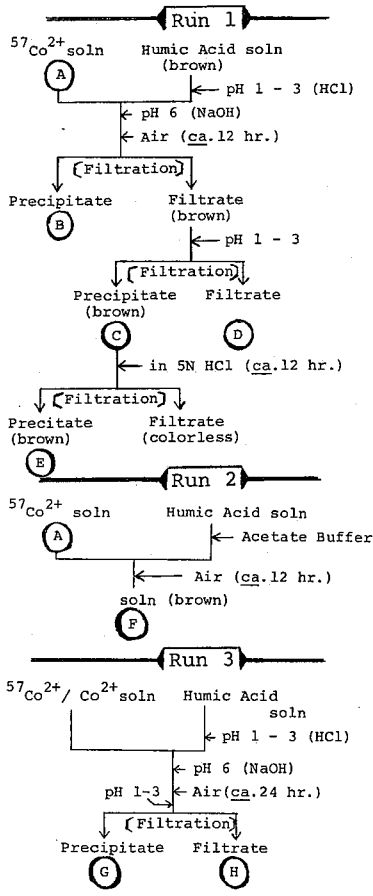 Run 1
57Co2+ soln Humic Acid soln
(brown)
A
pH 1 - 3 (HCl)
pH 6 (NaOH)
Air (ca.12 hr.)
(Filtration)
Precipitate Filtrate
(brown)
B
pH 1 - 3
(Filtration)
Precipitate Filtrate
(brown)
C D
in 5N HCl (ca.12 hr.)
(Filtration)
Precitate Filtrate
(brown) (colorless)
E
Run 2
57Co2+ soln Humic Acid soln
A
Acetate Buffer
Air (ca.12 hr.)
soln (brown)
F
Run 3
57Co2+/ Co2+soln Humic Acid
soln
pH 1 - 3 (HCl)
pH 6 (NaOH)
pH 1-3 Air(ca.24 hr.)
(Filtration)
Precipitate Filtrate
G H